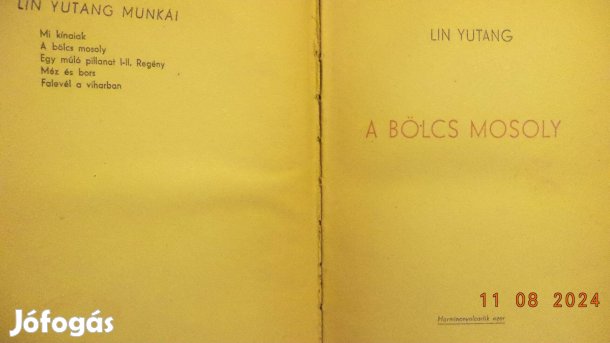 LIN YUTANG MUNKÁI
Mi kínaiak
A bölcs mosoly
Egy múló pillanat I-II. Regény
Méz és bors
Falevél a viharban
LIN YUTANG
A BÖLCS MOSOLY
Harmincnyolcadik ezer
11 08 2024
Jófogás